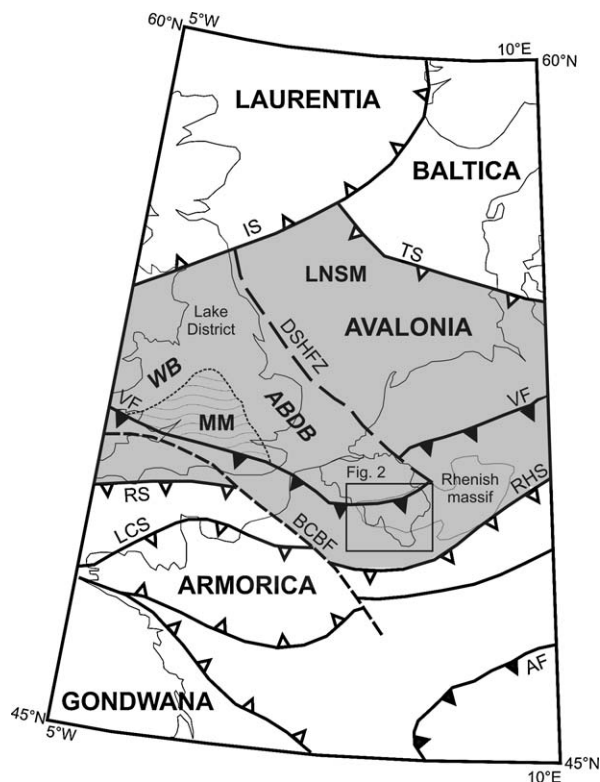 60°N
5°W
10°E
60°N
LAURENTIA
BALTICA
IS
TS
LNSM
Lake
District
AVALONIA
DSHFZ
WB
VF
VF
ABDB
MM
Fig. 2
Rhenish
massif
RHS
RS
BCBF
LCS
ARMORICA
AF
GONDWANA
45°N
5°W
45°N
10°E